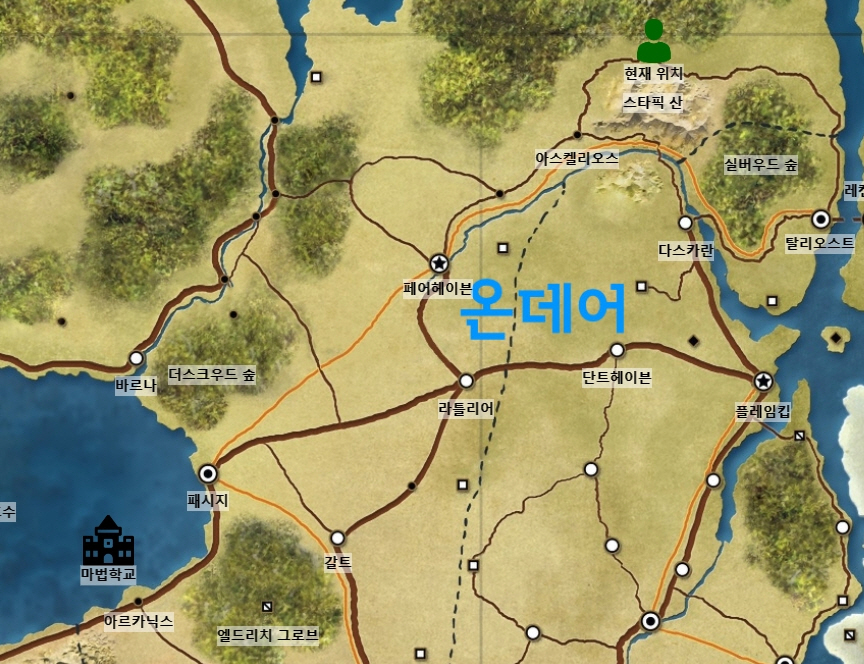 현재 위치
스타픽 산
아스켈리오스
실버우드 숲
다스카란
탈리오스트
페어헤이븐
온데어
바르나
더스크우드 숲
단트헤이븐
라틀리어
플레임킵
패시지
갈트
마법학교
아르카닉스
엘드리치 그로브